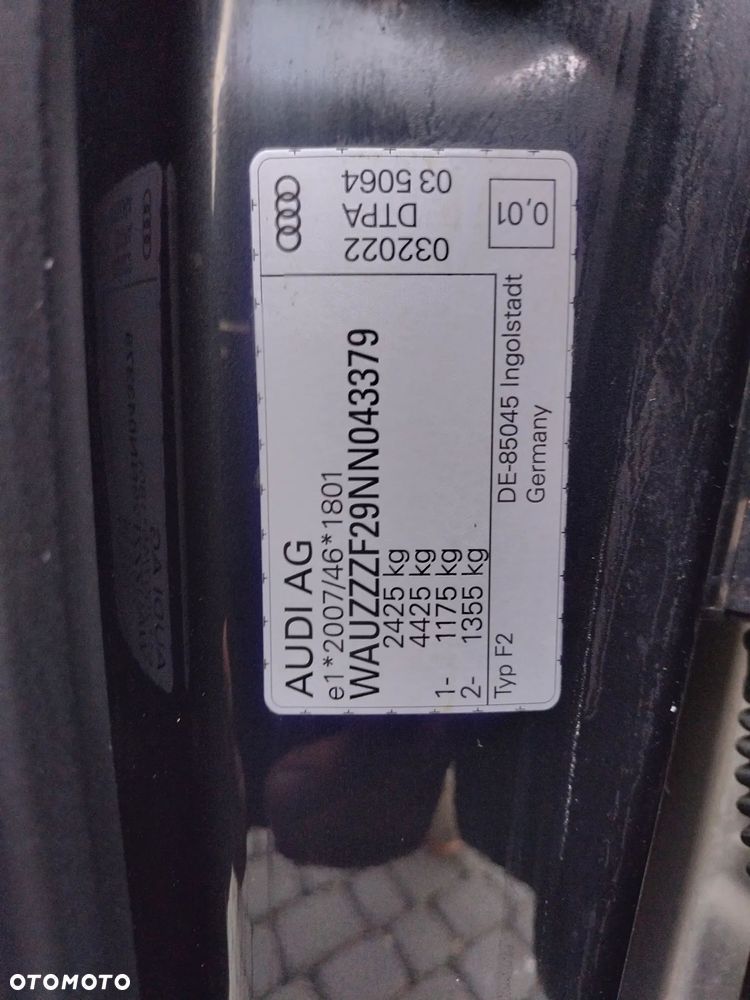 AUDI AG
e1*2007/46*1801
WAUZZZF29NN043379
2425 kg
4425 kg
1- 1175 kg
2- 1355 kg
Typ F2
DE-85045 Ingolstadt
Germany
032022
DTPA
03 5064
0,01
OTOMOTO